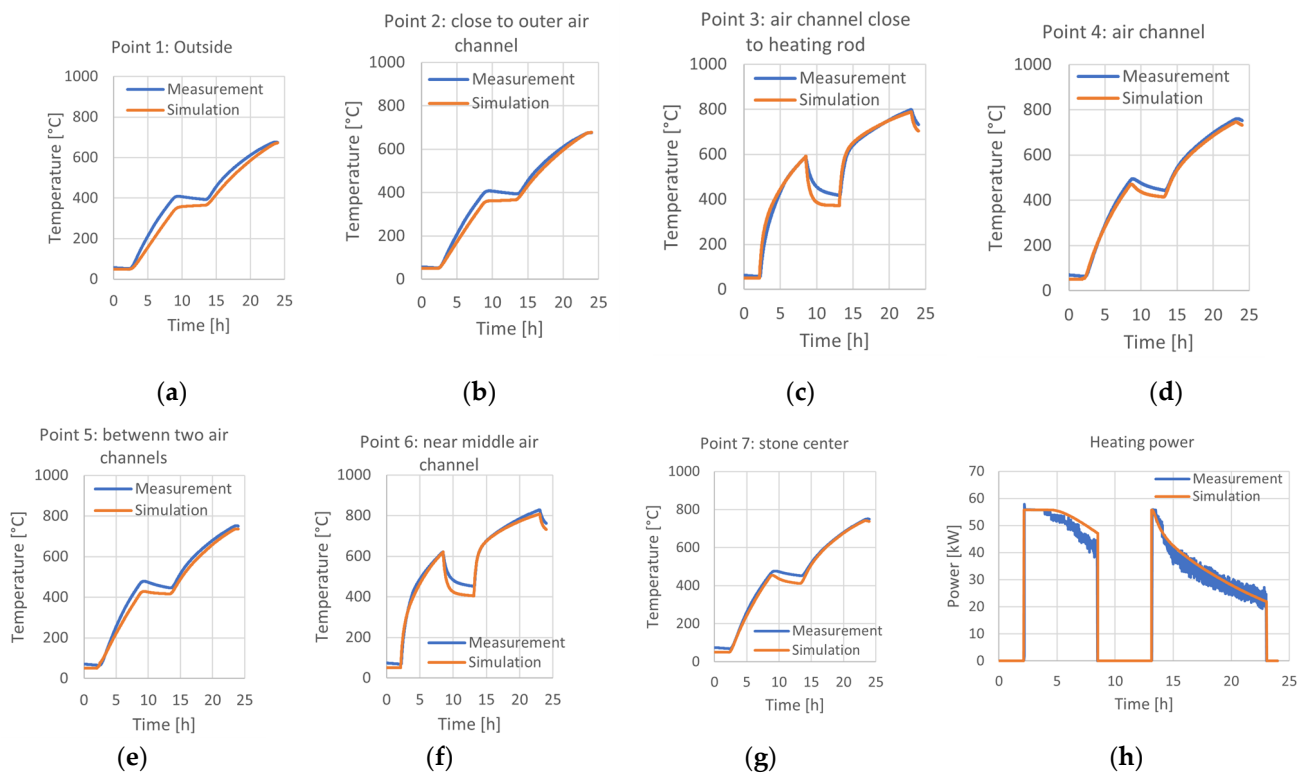 Point 1: Outside
1000
800
600
400
200
0
Temperature [°C]
Measurement
Simulation
0 5 10 15 20 25
Time [h]
(a)
Point 2: close to outer air
channel
1000
800
600
400
200
0
Temperature [°C]
Measurement
Simulation
0 5 10 15 20 25
Time [h]
(b)
Point 3: air channel close
to heating rod
1000
800
600
400
200
0
Temperature [°C]
Measurement
Simulation
0 5 10 15 20 25
Time [h]
(c)
Point 4: air channel
1000
800
600
400
200
0
Temperature [°C]
Measurement
Simulation
0 5 10 15 20 25
Time [h]
(d)
Point 5: betwenn two air
channels
1000
800
600
400
200
0
Temperature [°C]
Measurement
Simulation
0 5 10 15 20 25
Time [h]
(e)
Point 6: near middle air
channel
1000
800
600
400
200
0
Temperature [°C]
Measurement
Simulation
0 5 10 15 20 25
Time [h]
(f)
Point 7: stone center
1000
800
600
400
200
0
Temperature [°C]
Measurement
Simulation
0 5 10 15 20 25
Time [h]
(g)
Heating power
70
60
50
40
30
20
10
0
Power [kW]
Measurement
Simulation
0 5 10 15 20 25
Time [h]
(h)